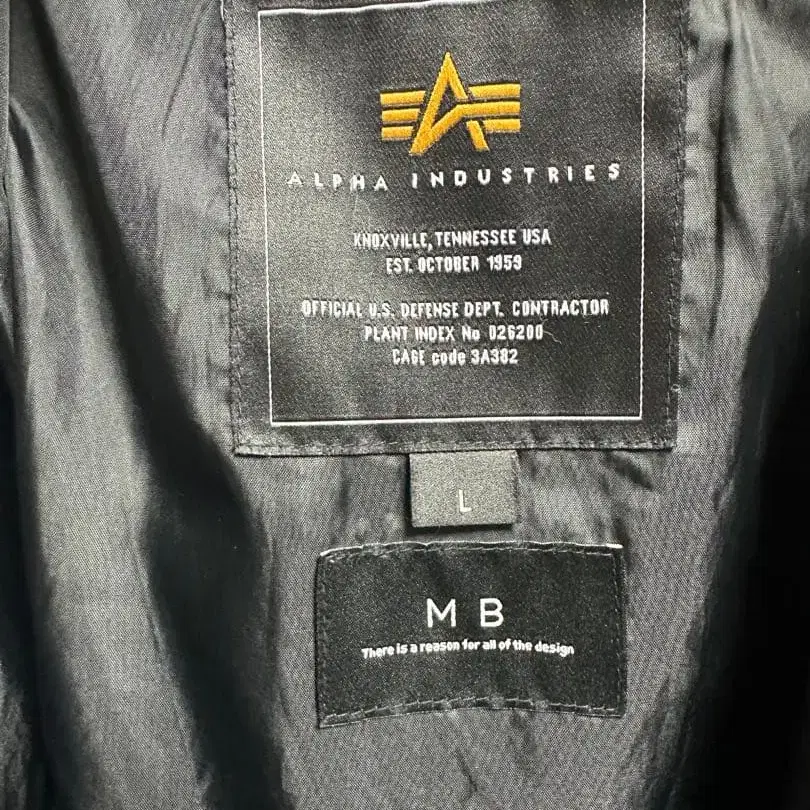 ALPHA INDUSTRIES
KNOXVILLE, TENNESSEE USA
EST. OCTOBER 1959
OFFICIAL U.S. DEFENSE DEPT. CONTRACTOR
PLANT INDEX No 026200
CAGE code 3A382
L
M B
There is a reason for all of the design